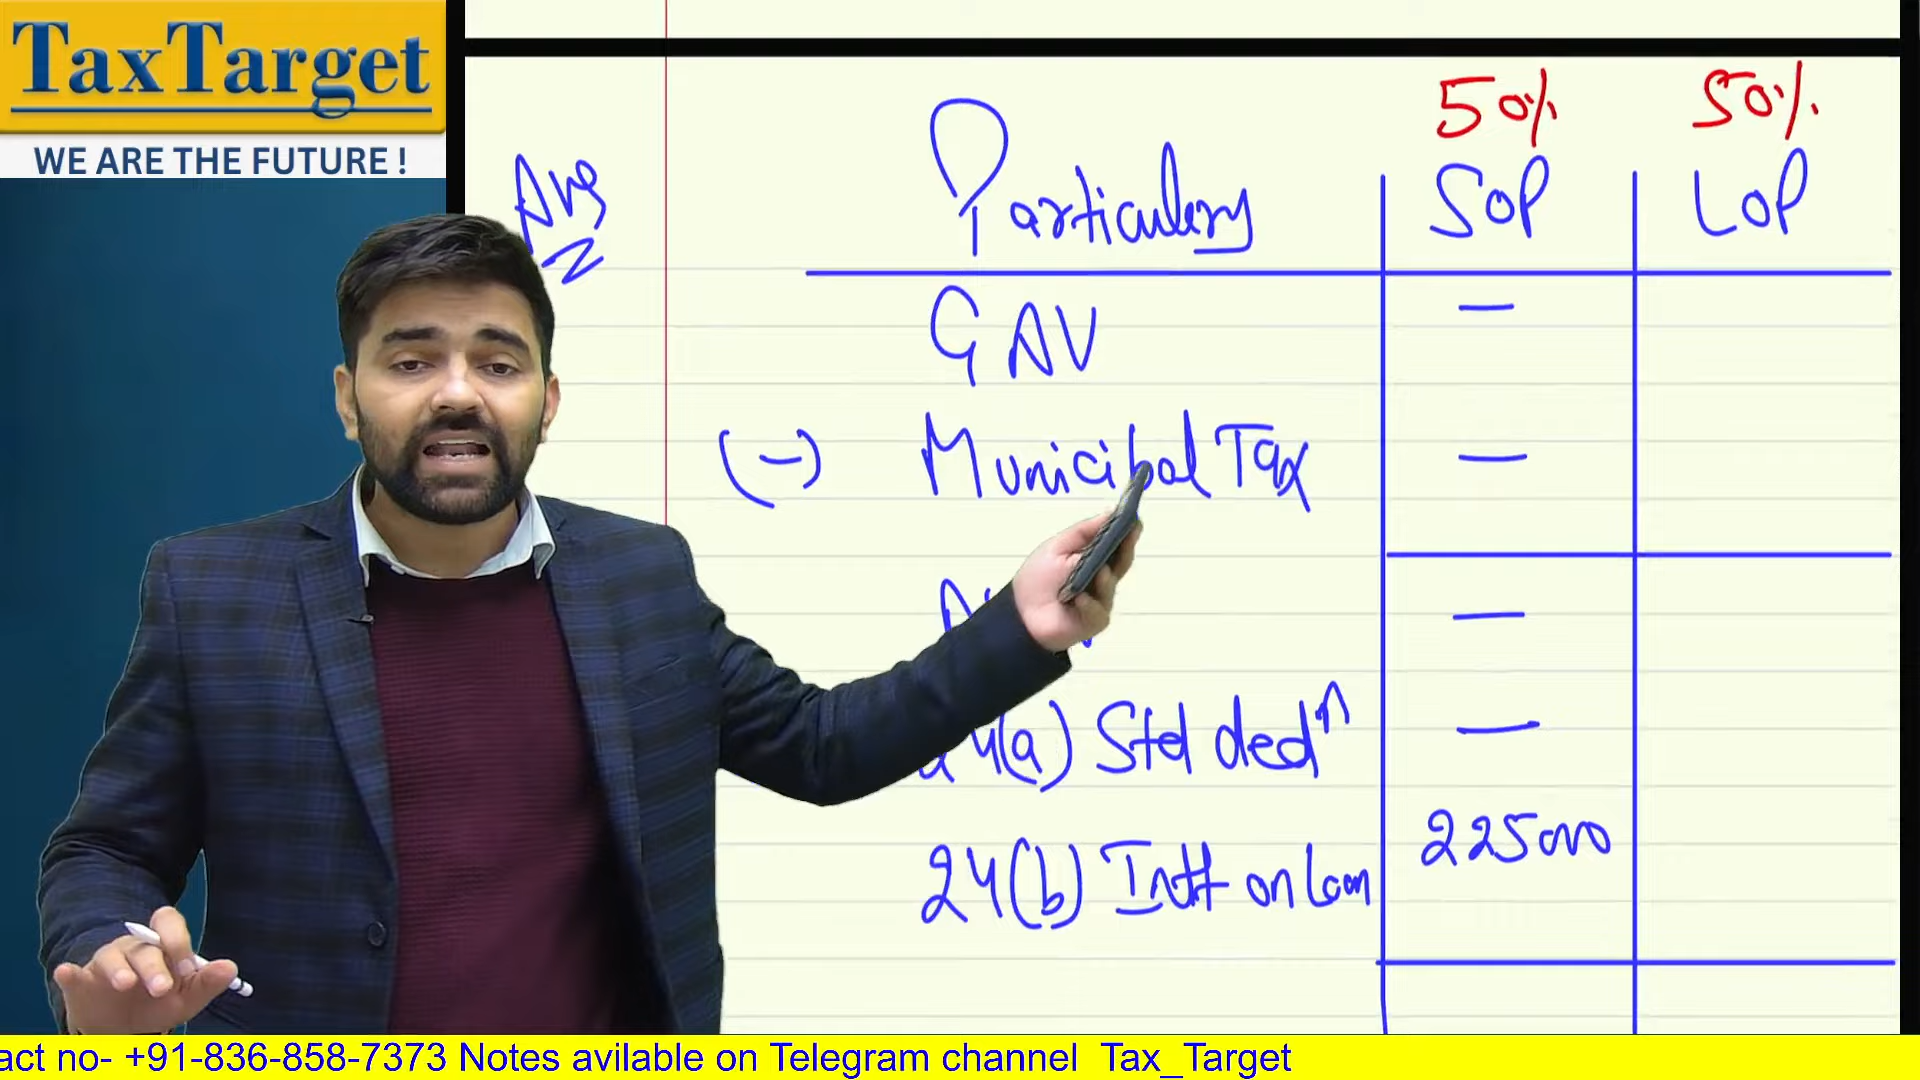 TaxTarget
WE ARE THE FUTURE !
Ans
50% 50%
Particulars SOP LOP
GAV —
(-) Municipal Tax —
—
24(a) Std dedⁿ —
24(b) Intt on loan 225000
act no- +91-836-858-7373 Notes avilable on Telegram channel Tax_Target